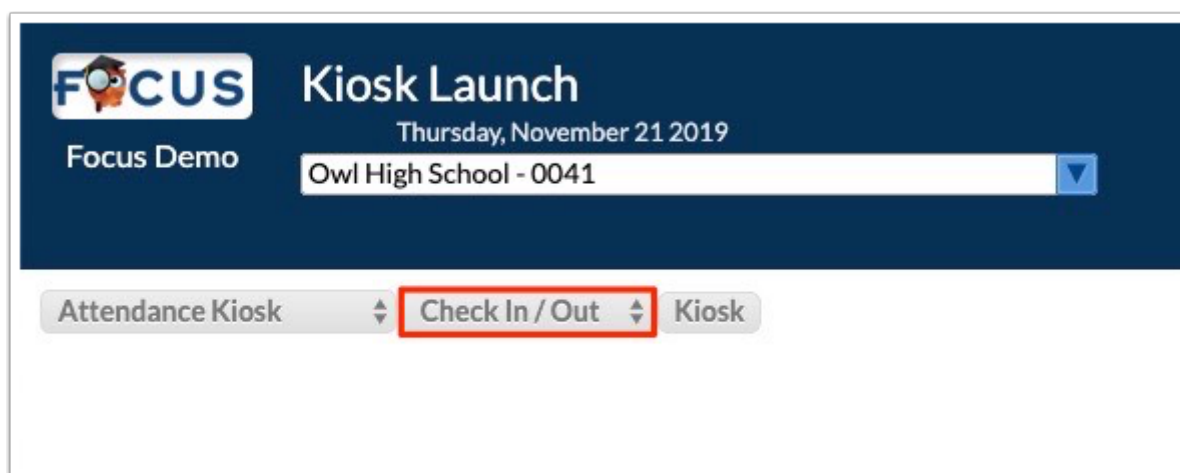 FOCUS
Kiosk Launch
Thursday, November 21 2019
Focus Demo
Owl High School - 0041
Attendance Kiosk
Check In / Out
Kiosk